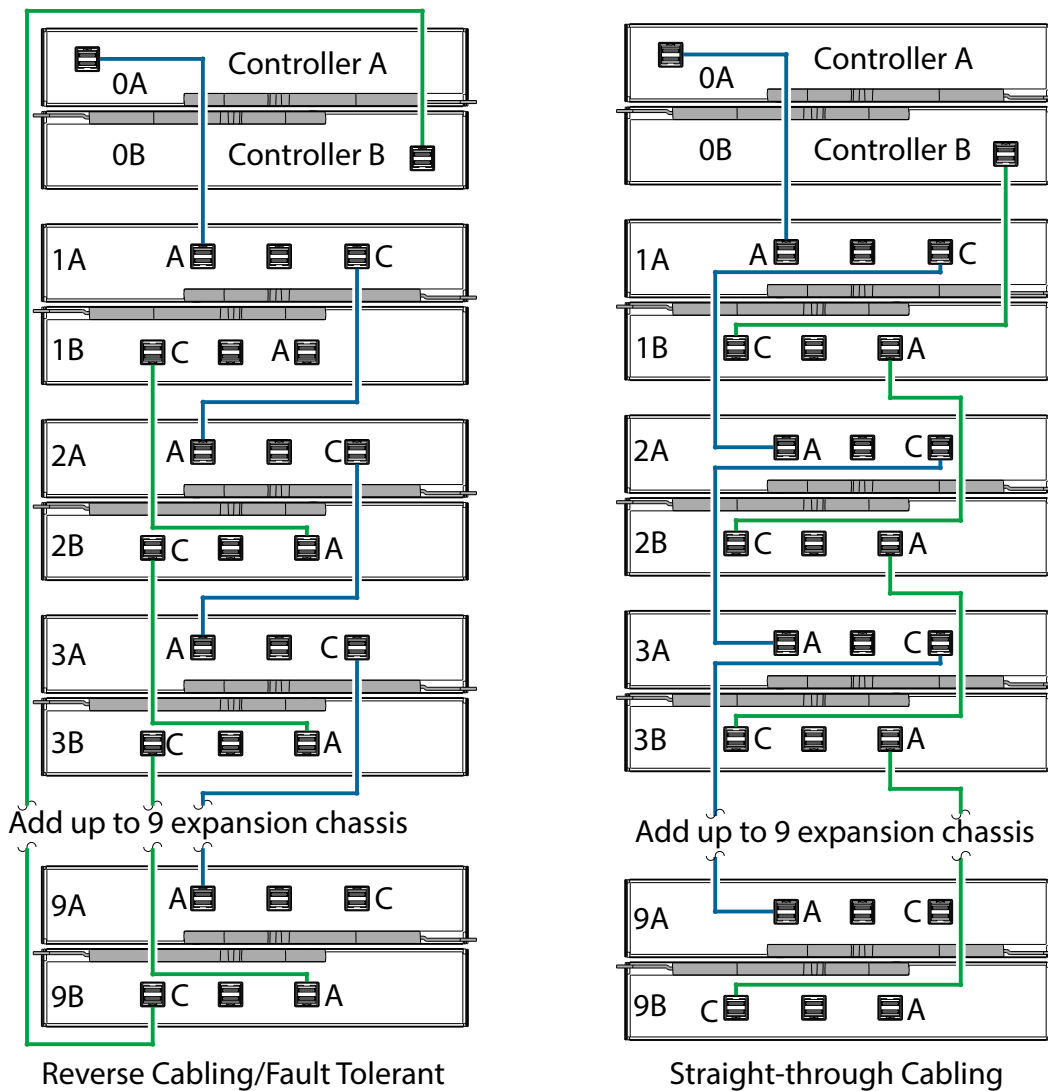 Controller A
0A
0B
Controller B
1A
A
C
1B
C
A
2A
A
C
2B
C
A
3A
A
C
3B
C
A
Add up to 9 expansion chassis
9A
A
C
9B
C
A
Reverse Cabling/Fault Tolerant
Controller A
0A
0B
Controller B
1A
A
C
1B
C
A
2A
A
C
2B
C
A
3A
A
C
3B
C
A
Add up to 9 expansion chassis
9A
A
C
9B
C
A
Straight-through Cabling